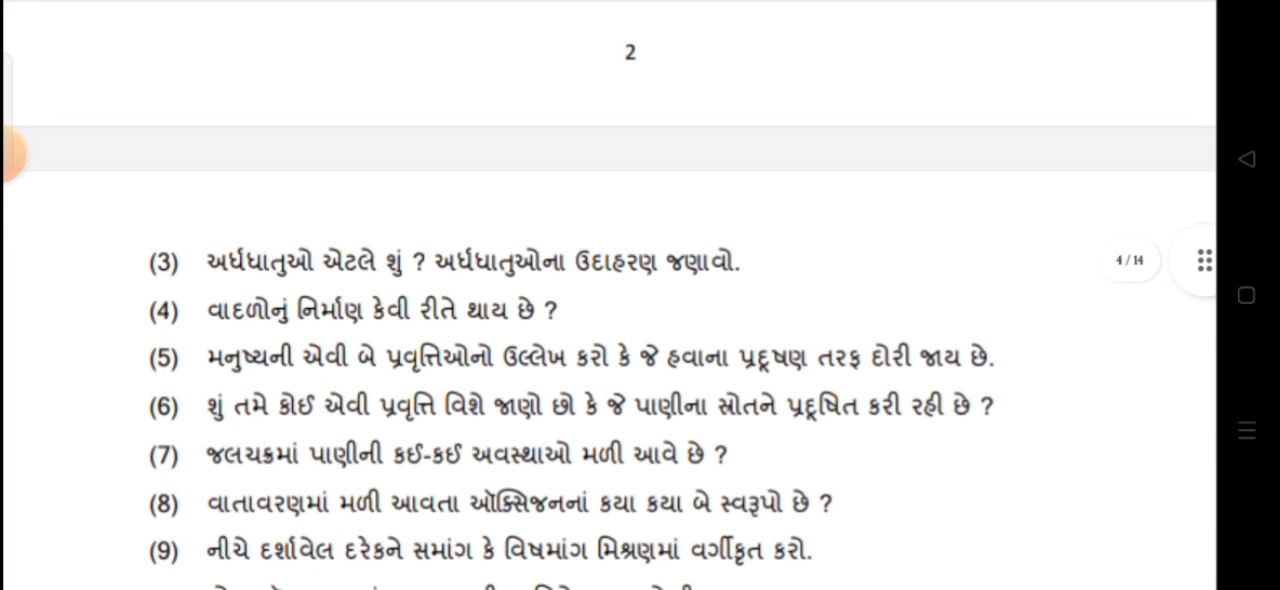 2
(3) અર્ધધાતુઓ એટલે શું ? અર્ધધાતુઓના ઉદાહરણ જણાવો.
4 / 14
(4) વાદળોનું નિર્માણ કેવી રીતે થાય છે ?
(5) મનુષ્યની એવી બે પ્રવૃત્તિઓનો ઉલ્લેખ કરો કે જે હવાના પ્રદૂષણ તરફ દોરી જાય છે.
(6) શું તમે કોઈ એવી પ્રવૃત્તિ વિશે જાણો છો કે જે પાણીના સ્રોતને પ્રદૂષિત કરી રહી છે ?
(7) જલચક્રમાં પાણીની કઈ-કઈ અવસ્થાઓ મળી આવે છે ?
(8) વાતાવરણમાં મળી આવતા ઑક્સિજનનાં કયા કયા બે સ્વરૂપો છે ?
(9) નીચે દર્શાવેલ દરેકને સમાંગ કે વિષમાંગ મિશ્રણમાં વર્ગીકૃત કરો.